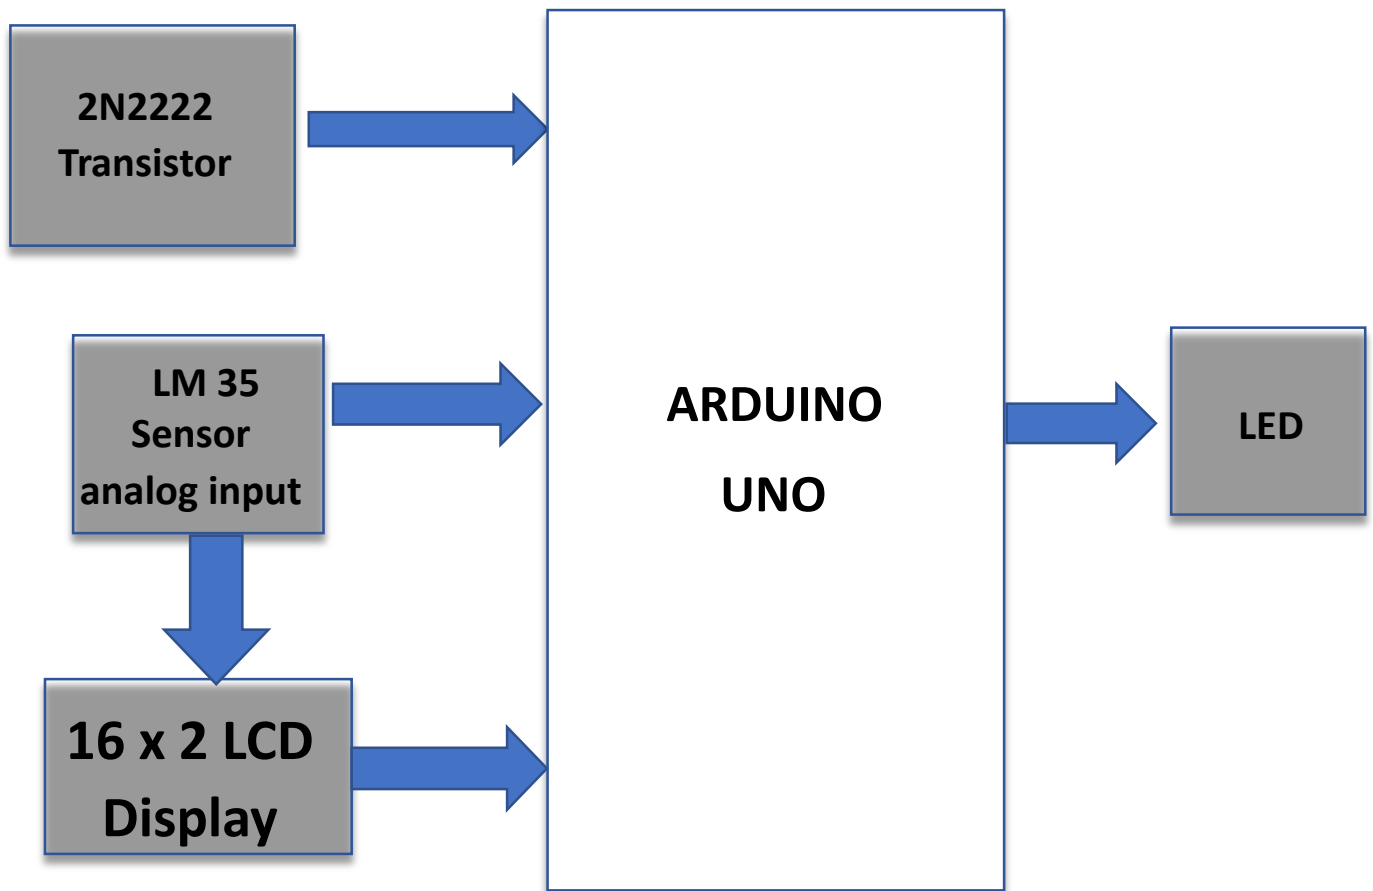 2N2222
Transistor
LM 35
Sensor
analog input
16 x 2 LCD
Display
ARDUINO
UNO
LED